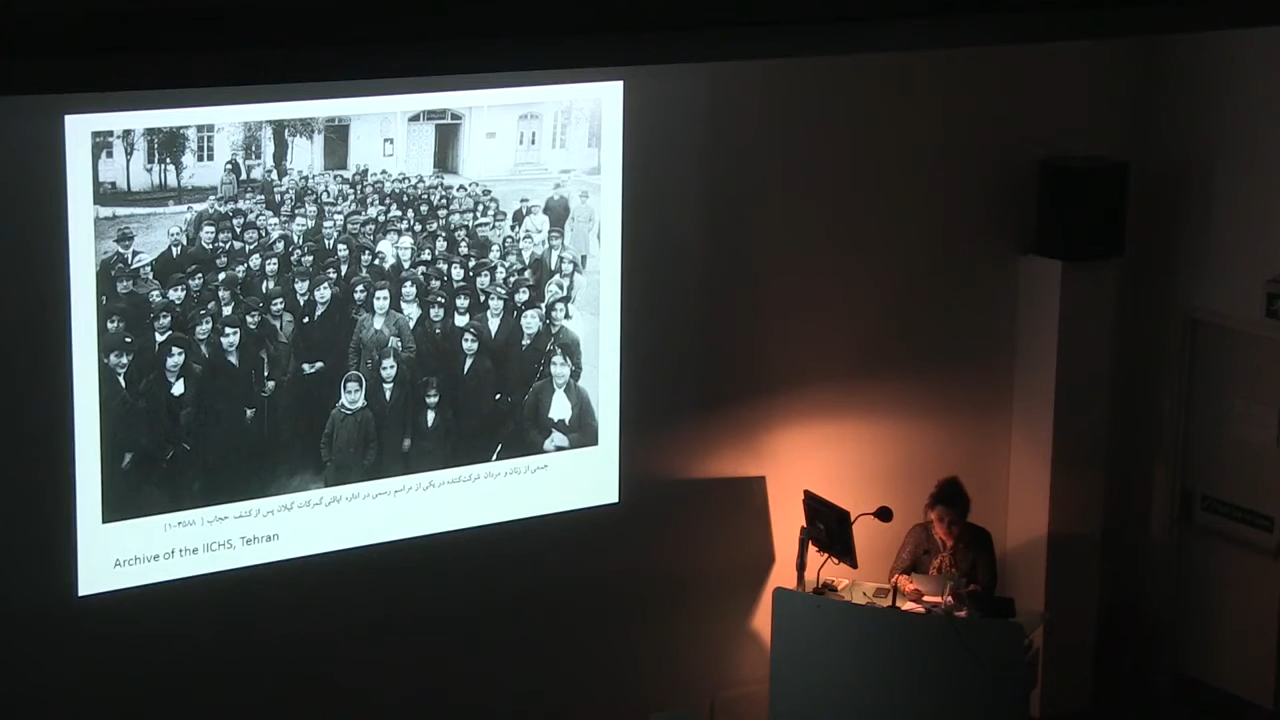 جمعی از زنان و مردان شرکت‌کننده در یکی از مراسم رسمی در اداره ایالتی گمرکات گیلان پس از کشف حجاب [ ۳۵۸۸-۱]
Archive of the IICHS, Tehran